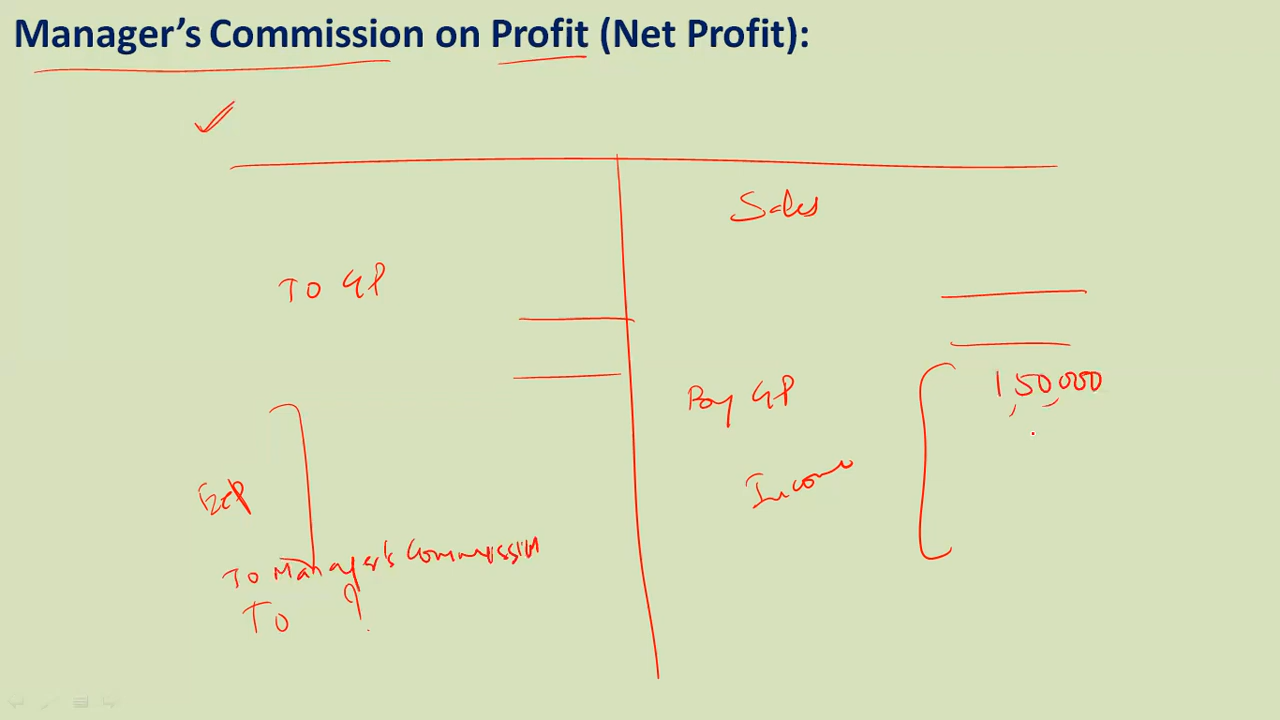 Manager's Commission on Profit (Net Profit):
Sales
To GP
By GP
1,50,000
Income
Exp
To Manager's Commission
To ?